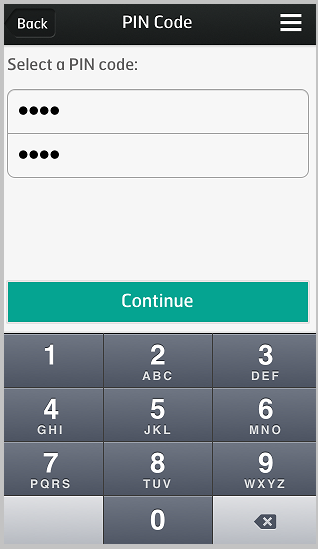 Back PIN Code
Select a PIN code:
••••
••••
Continue
1 2 3
ABC DEF
4 5 6
GHI JKL MNO
7 8 9
PQRS TUV WXYZ
0